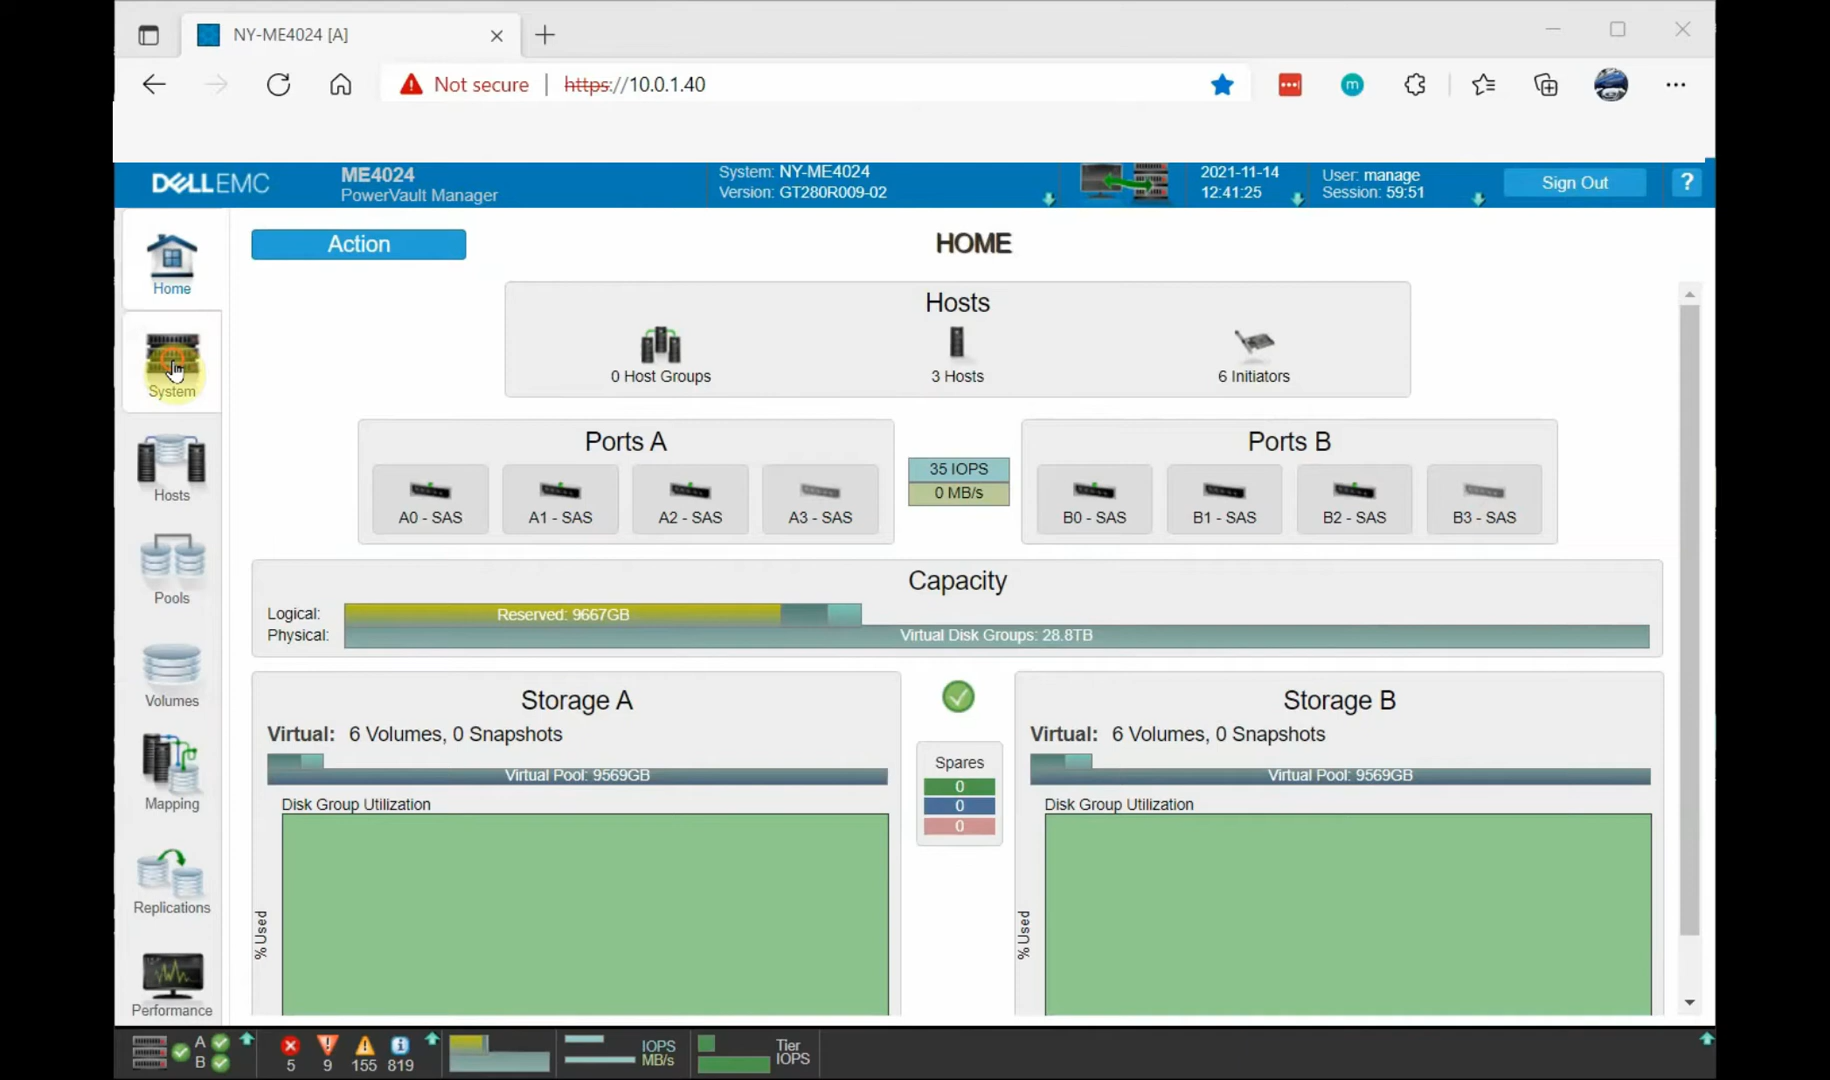 NY-ME4024 [A]
Not secure
https://10.0.1.40
m
DELLEMC
ME4024
PowerVault Manager
System: NY-ME4024
Version: GT280R009-02
2021-11-14
12:41:25
User: manage
Session: 59:51
Sign Out
?
Home
System
Hosts
Pools
Volumes
Mapping
Replications
Performance
Action
HOME
Hosts
0 Host Groups
3 Hosts
6 Initiators
Ports A
A0 - SAS
A1 - SAS
A2 - SAS
A3 - SAS
35 IOPS
0 MB/s
Ports B
B0 - SAS
B1 - SAS
B2 - SAS
B3 - SAS
Capacity
Logical:
Reserved: 9667GB
Physical:
Virtual Disk Groups: 28.8TB
Storage A
Virtual: 6 Volumes, 0 Snapshots
Virtual Pool: 9569GB
Disk Group Utilization
% Used
Spares
0
0
0
Storage B
Virtual: 6 Volumes, 0 Snapshots
Virtual Pool: 9569GB
Disk Group Utilization
% Used
A
B
5
9
155
819
IOPS
MB/s
Tier
IOPS